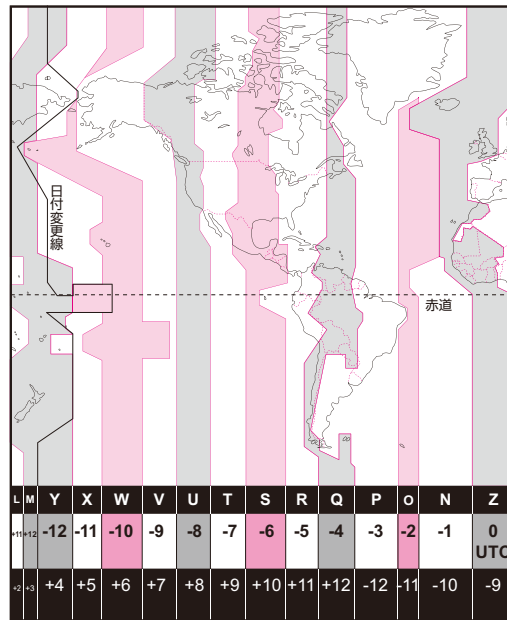 日付変更線
赤道
L M Y X W V U T S R Q P O N Z
+11 +12 -12 -11 -10 -9 -8 -7 -6 -5 -4 -3 -2 -1 0
UTC
+2 +3 +4 +5 +6 +7 +8 +9 +10 +11 +12 -12 -11 -10 -9